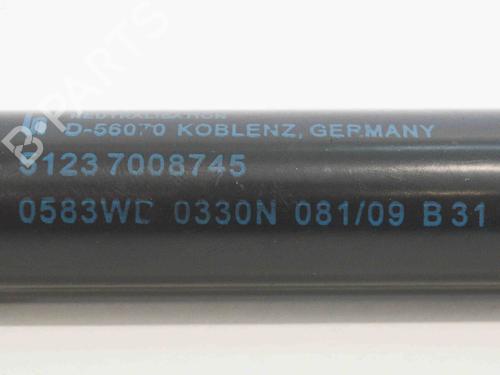 D-56070 KOBLENZ, GERMANY
51237008745
0583WD 0330N 081/09 B31